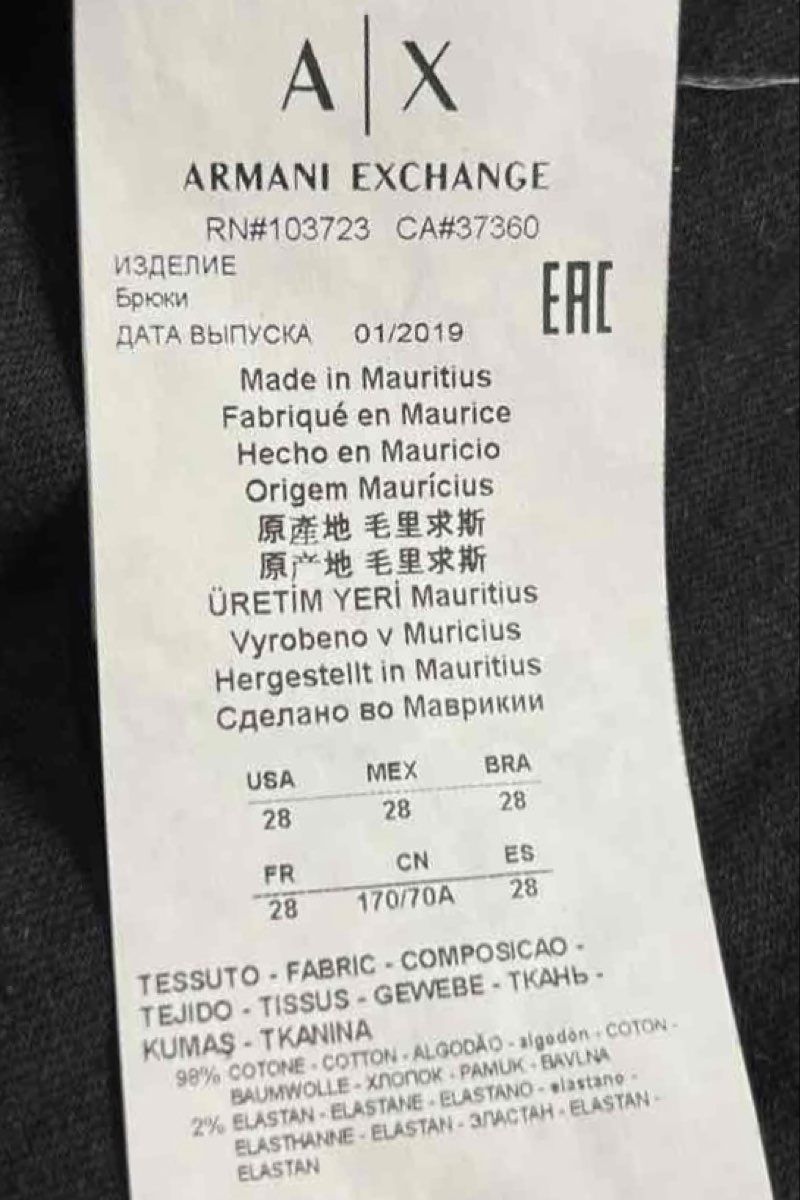 A|X
ARMANI EXCHANGE
RN#103723 CA#37360
ИЗДЕЛИЕ
Брюки
EAC
ДАТА ВЫПУСКА 01/2019
Made in Mauritius
Fabriqué en Maurice
Hecho en Mauricio
Origem Maurícius
原產地 毛里求斯
原产地 毛里求斯
ÜRETİM YERİ Mauritius
Vyrobeno v Muricius
Hergestellt in Mauritius
Сделано во Маврикии
USA MEX BRA
28 28 28
FR CN ES
28 170/70A 28
TESSUTO - FABRIC - COMPOSICAO -
TEJIDO - TISSUS - GEWEBE - ТКАНЬ -
KUMAŞ - TKANINA
98% COTONE - COTTON - ALGODÃO - algodón - COTON -
BAUMWOLLE - ХЛОПОК - PAMUK - BAVLNA
2% ELASTAN - ELASTANE - ELASTANO - elastano -
ELASTHANNE - ELASTAN - ЭЛАСТАН - ELASTAN -
ELASTAN